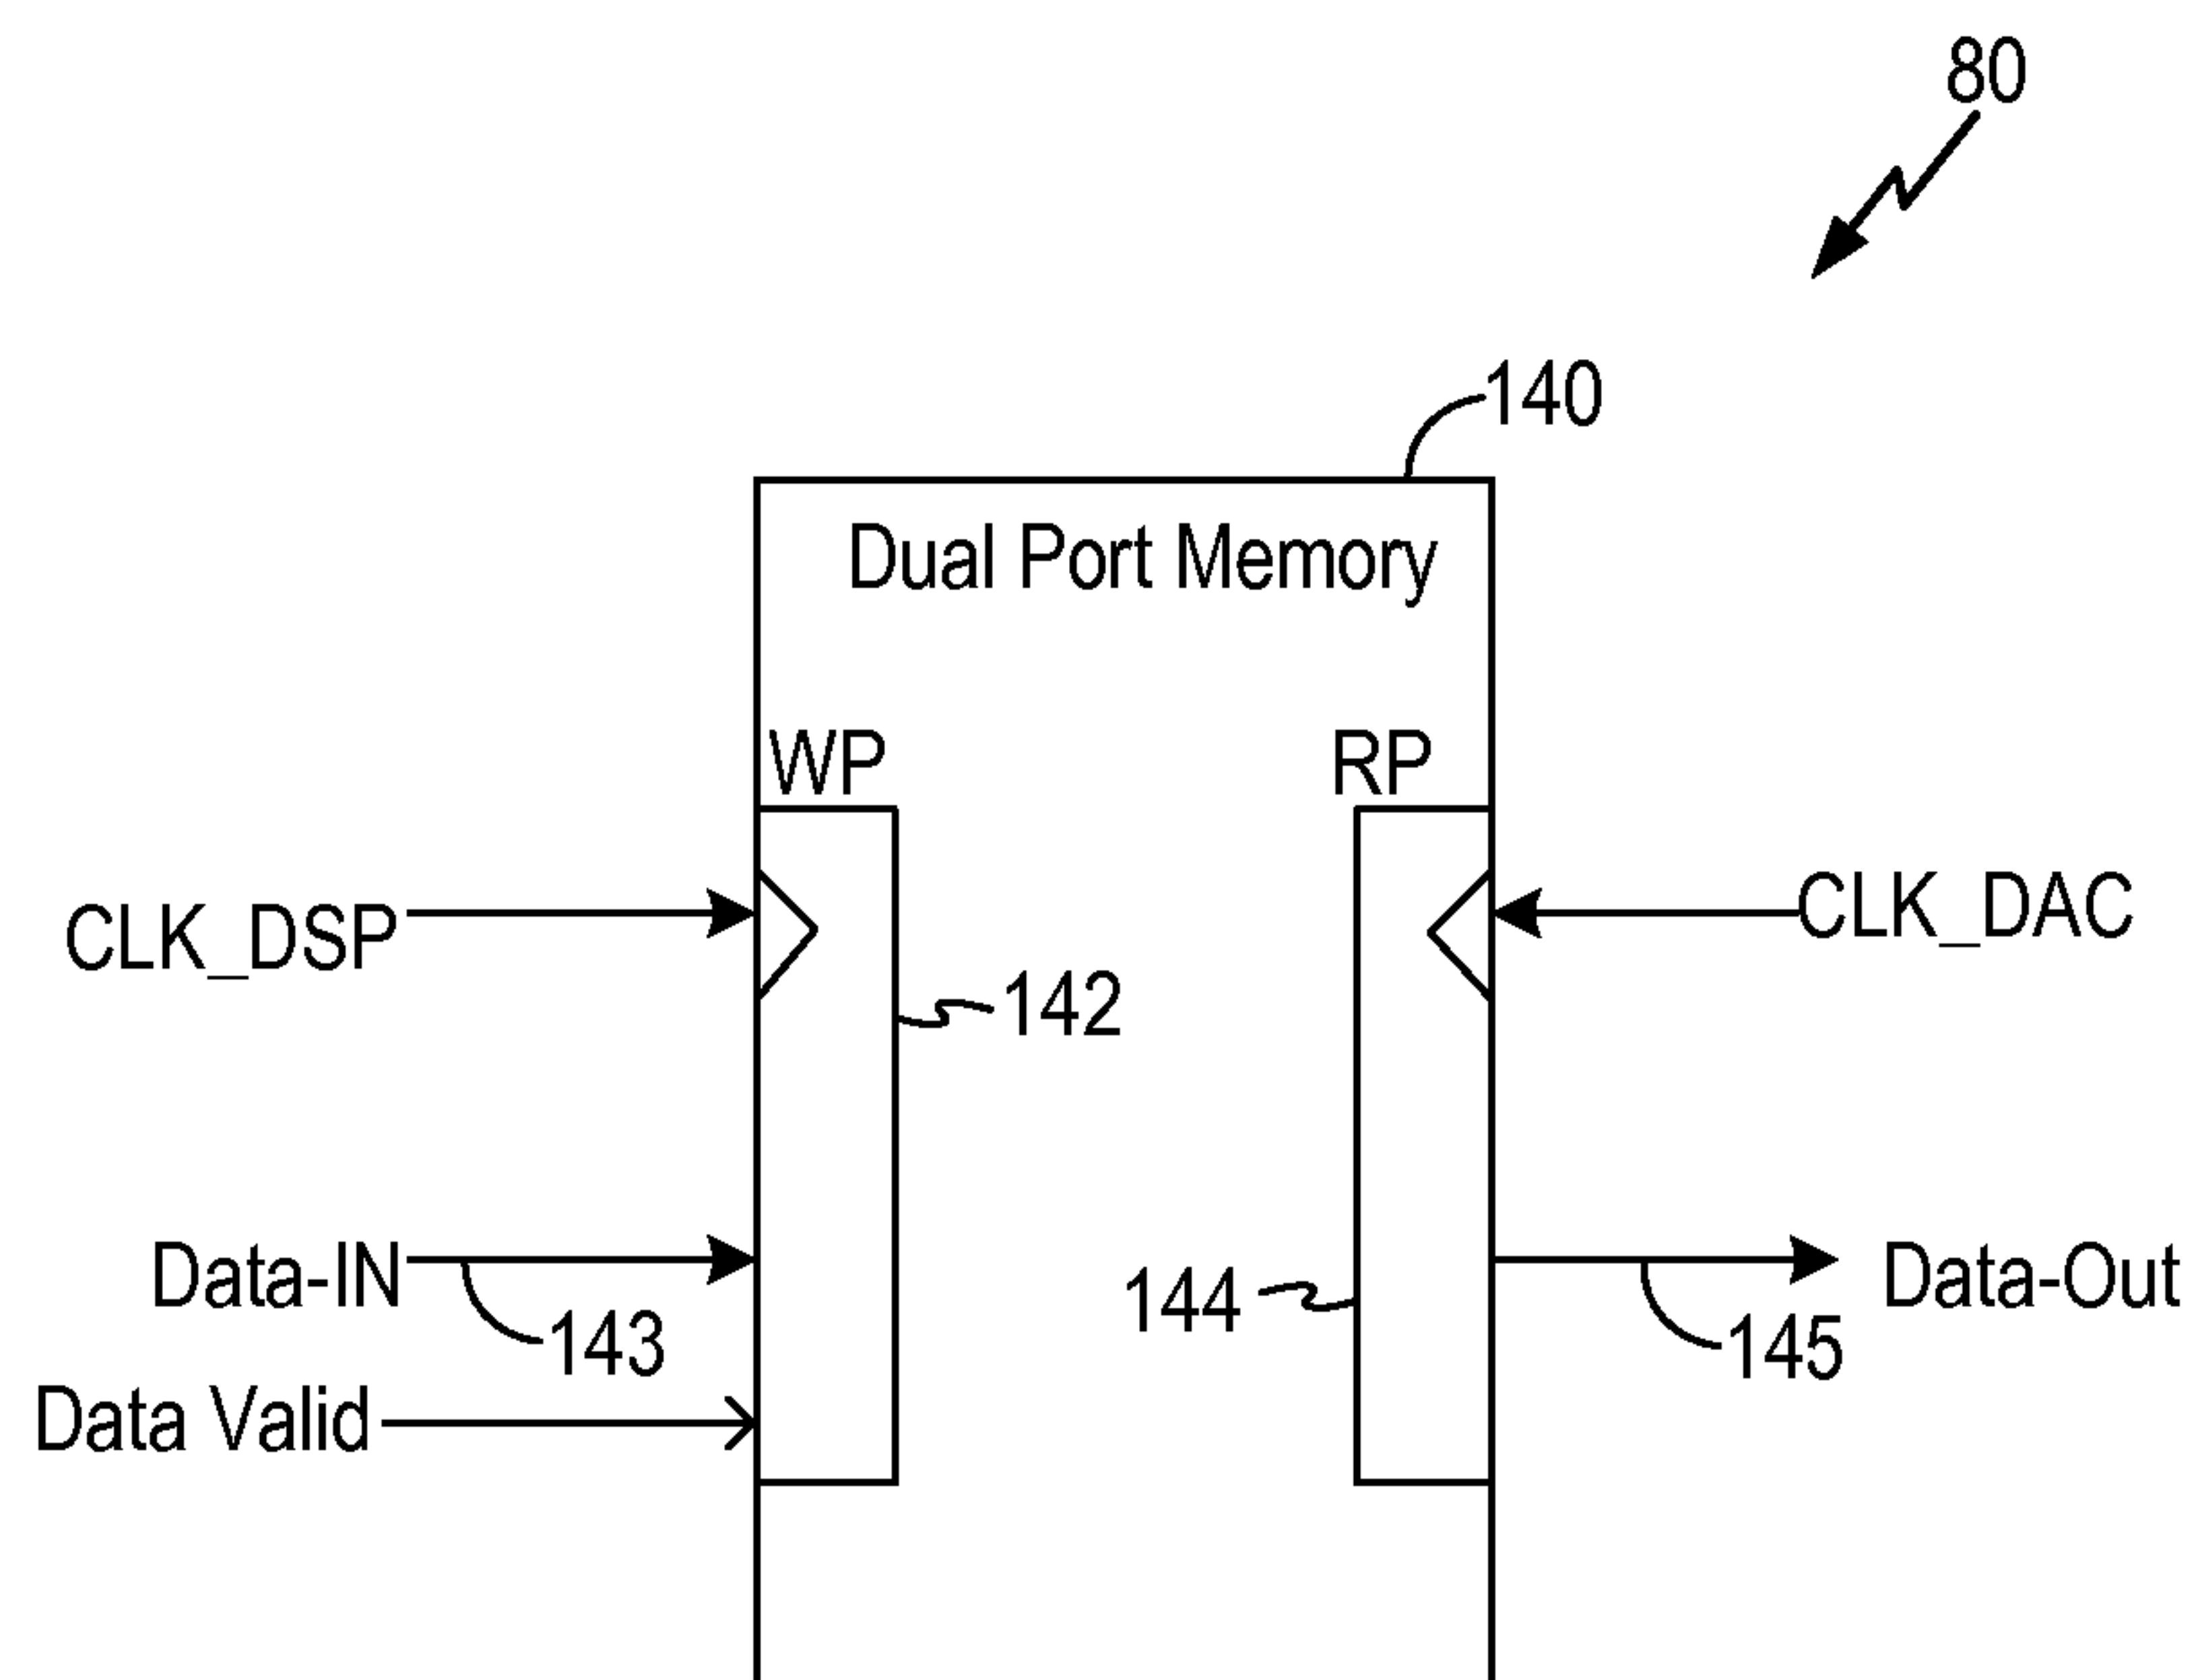 80
140
Dual Port Memory
WP
RP
CLK_DSP
CLK_DAC
142
Data-IN
143
144
Data-Out
145
Data Valid